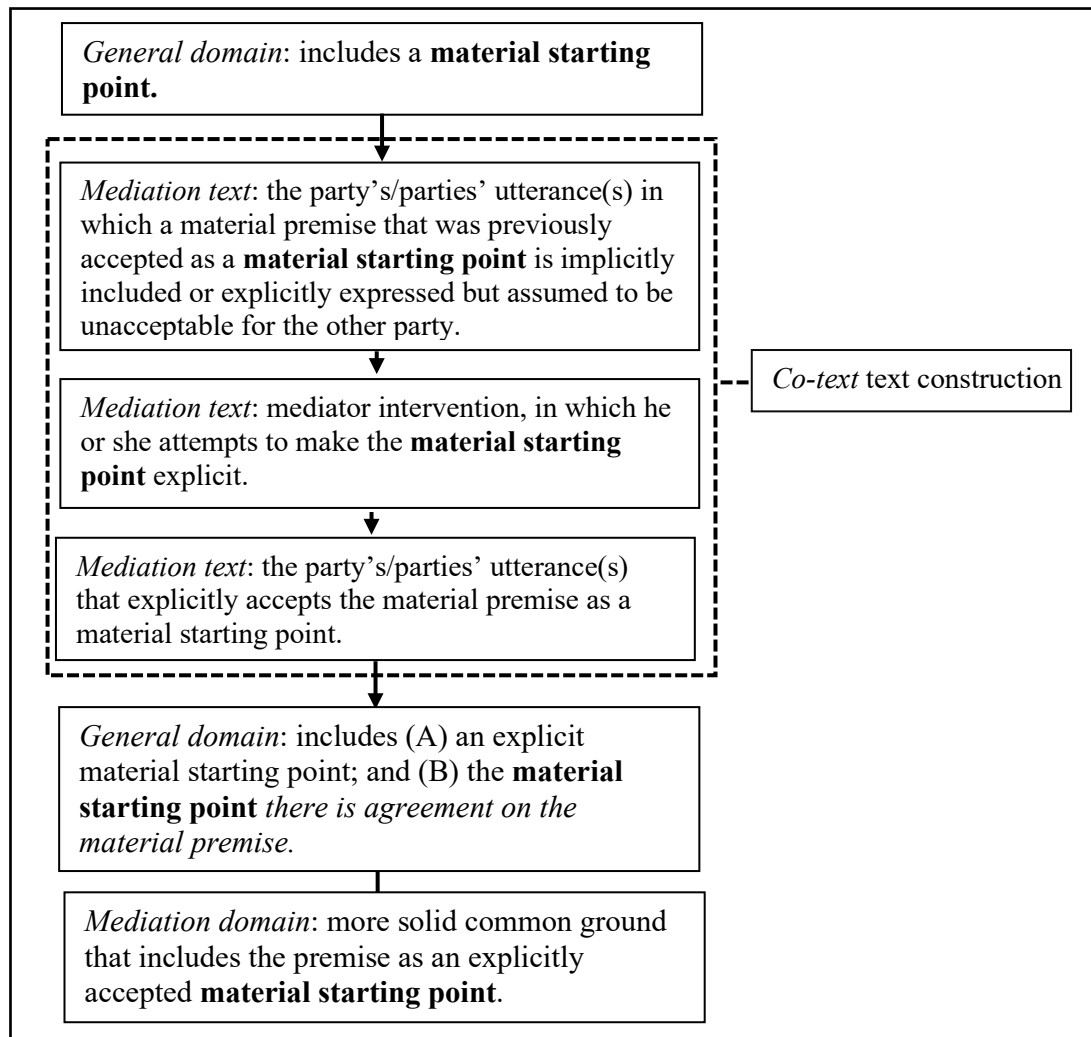 General domain: includes a material starting
point.
Mediation text: the party’s/parties’ utterance(s) in
which a material premise that was previously
accepted as a material starting point is implicitly
included or explicitly expressed but assumed to be
unacceptable for the other party.
Co-text text construction
Mediation text: mediator intervention, in which he
or she attempts to make the material starting
point explicit.
Mediation text: the party’s/parties’ utterance(s)
that explicitly accepts the material premise as a
material starting point.
General domain: includes (A) an explicit
material starting point; and (B) the material
starting point there is agreement on the
material premise.
Mediation domain: more solid common ground
that includes the premise as an explicitly
accepted material starting point.